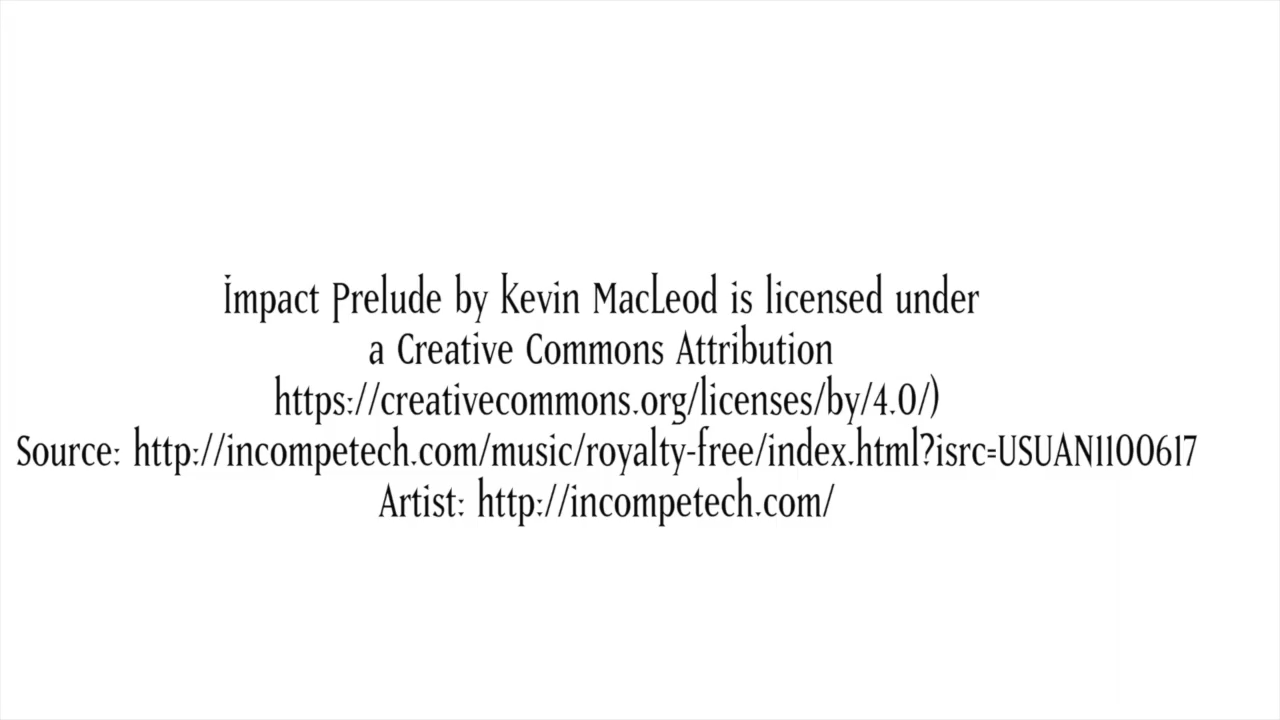 Impact Prelude by Kevin MacLeod is licensed under
a Creative Commons Attribution
https://creativecommons.org/licenses/by/4.0/)
Source: http://incompetech.com/music/royalty-free/index.html?isrc=USUAN1100617
Artist: http://incompetech.com/